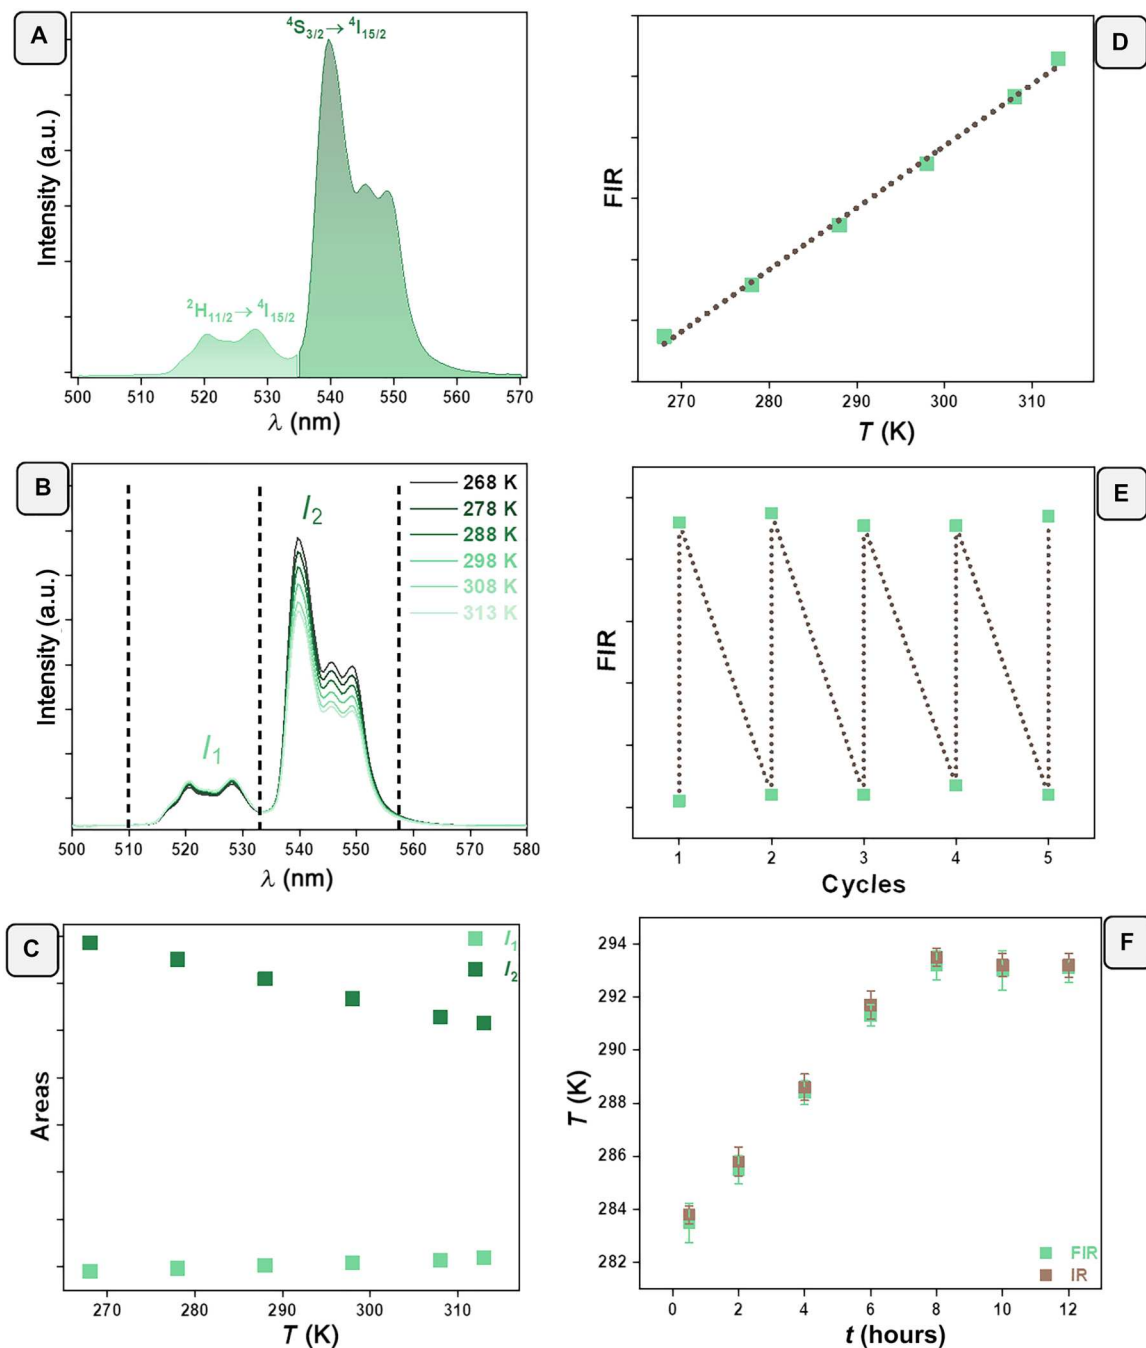 A
⁴S₃/₂→⁴I₁₅/₂
²H₁₁/₂→⁴I₁₅/₂
Intensity (a.u.)
500 510 520 530 540 550 560 570
λ (nm)
D
FIR
270 280 290 300 310
T (K)
B
I₂
I₁
268 K
278 K
288 K
298 K
308 K
313 K
Intensity (a.u.)
500 510 520 530 540 550 560 570 580
λ (nm)
E
FIR
1 2 3 4 5
Cycles
C
I₁
I₂
Areas
270 280 290 300 310
T (K)
F
294
292
290
288
286
284
282
T (K)
FIR
IR
0 2 4 6 8 10 12
t (hours)